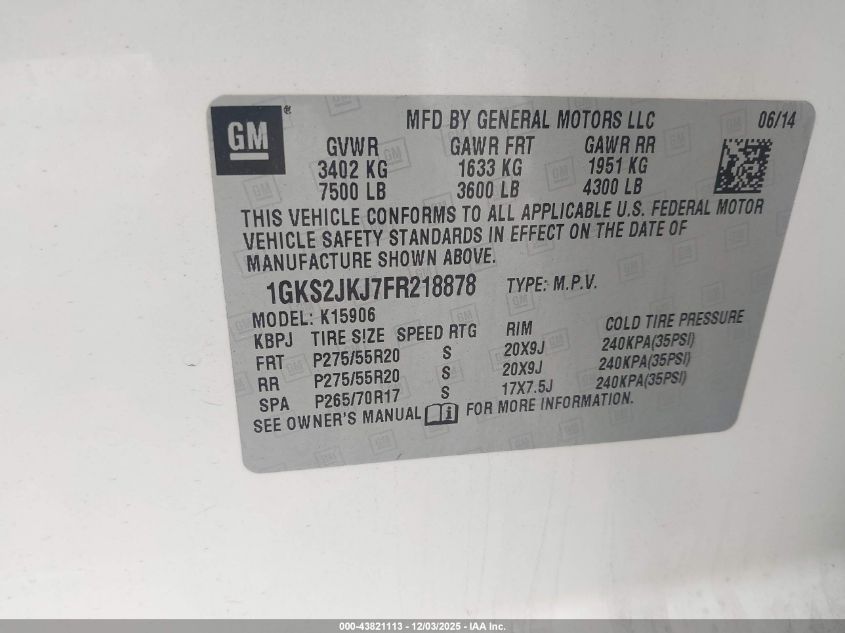 GM ®
MFD BY GENERAL MOTORS LLC 06/14
GVWR GAWR FRT GAWR RR
3402 KG 1633 KG 1951 KG
7500 LB 3600 LB 4300 LB
THIS VEHICLE CONFORMS TO ALL APPLICABLE U.S. FEDERAL MOTOR
VEHICLE SAFETY STANDARDS IN EFFECT ON THE DATE OF
MANUFACTURE SHOWN ABOVE.
1GKS2JKJ7FR218878 TYPE: M.P.V.
MODEL: K15906
KBPJ TIRE SIZE SPEED RTG RIM COLD TIRE PRESSURE
FRT P275/55R20 S 20X9J 240KPA(35PSI)
RR P275/55R20 S 20X9J 240KPA(35PSI)
SPA P265/70R17 S 17X7.5J 240KPA(35PSI)
SEE OWNER'S MANUAL i FOR MORE INFORMATION.
000-43821113 - 12/03/2025 - IAA Inc.